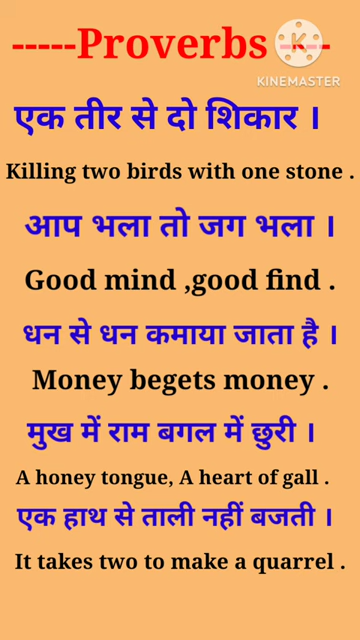 -----Proverbs -----
K
KINEMASTER
एक तीर से दो शिकार ।
Killing two birds with one stone .
आप भला तो जग भला ।
Good mind ,good find .
धन से धन कमाया जाता है ।
Money begets money .
मुख में राम बगल में छुरी ।
A honey tongue, A heart of gall .
एक हाथ से ताली नहीं बजती ।
It takes two to make a quarrel .